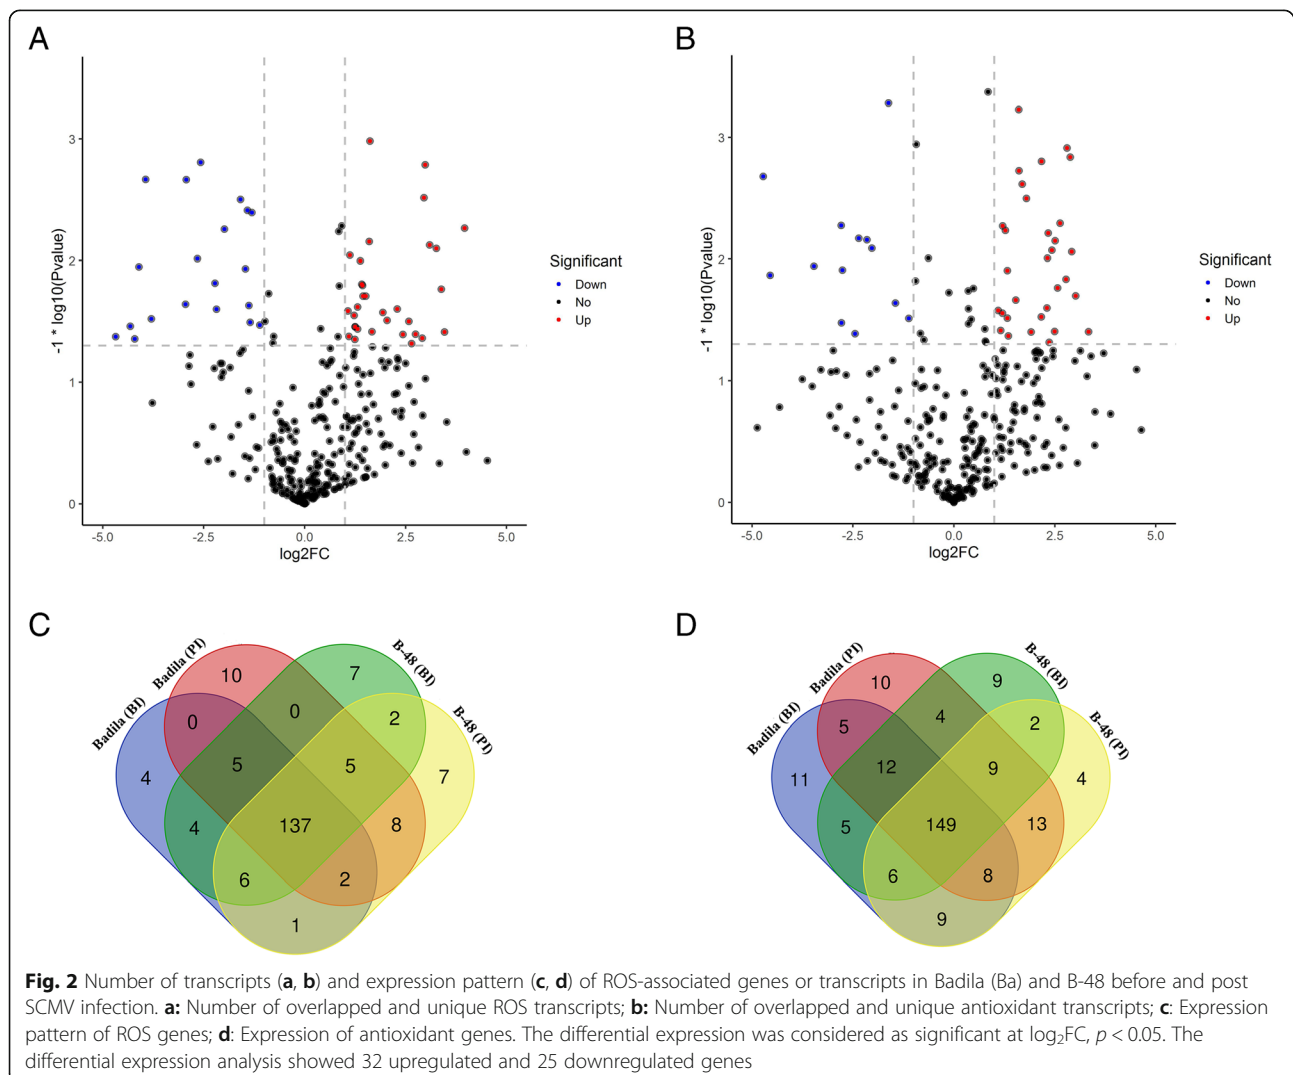 A
B
3
2
1
0
-1 * log10(Pvalue)
-5.0
-2.5
0.0
2.5
5.0
log2FC
Significant
Down
No
Up
3
2
1
0
-1 * log10(Pvalue)
-5.0
-2.5
0.0
2.5
5.0
log2FC
Significant
Down
No
Up
C
Badila (BI)
Badila (PI)
B-48 (BI)
B-48 (PI)
10
7
0
0
2
4
5
5
7
4
137
8
6
2
1
D
Badila (BI)
Badila (PI)
B-48 (BI)
B-48 (PI)
10
9
5
4
2
11
12
9
4
5
149
13
6
8
9
Fig. 2 Number of transcripts (a, b) and expression pattern (c, d) of ROS-associated genes or transcripts in Badila (Ba) and B-48 before and post
SCMV infection. a: Number of overlapped and unique ROS transcripts; b: Number of overlapped and unique antioxidant transcripts; c: Expression
pattern of ROS genes; d: Expression of antioxidant genes. The differential expression was considered as significant at log₂FC, p < 0.05. The
differential expression analysis showed 32 upregulated and 25 downregulated genes